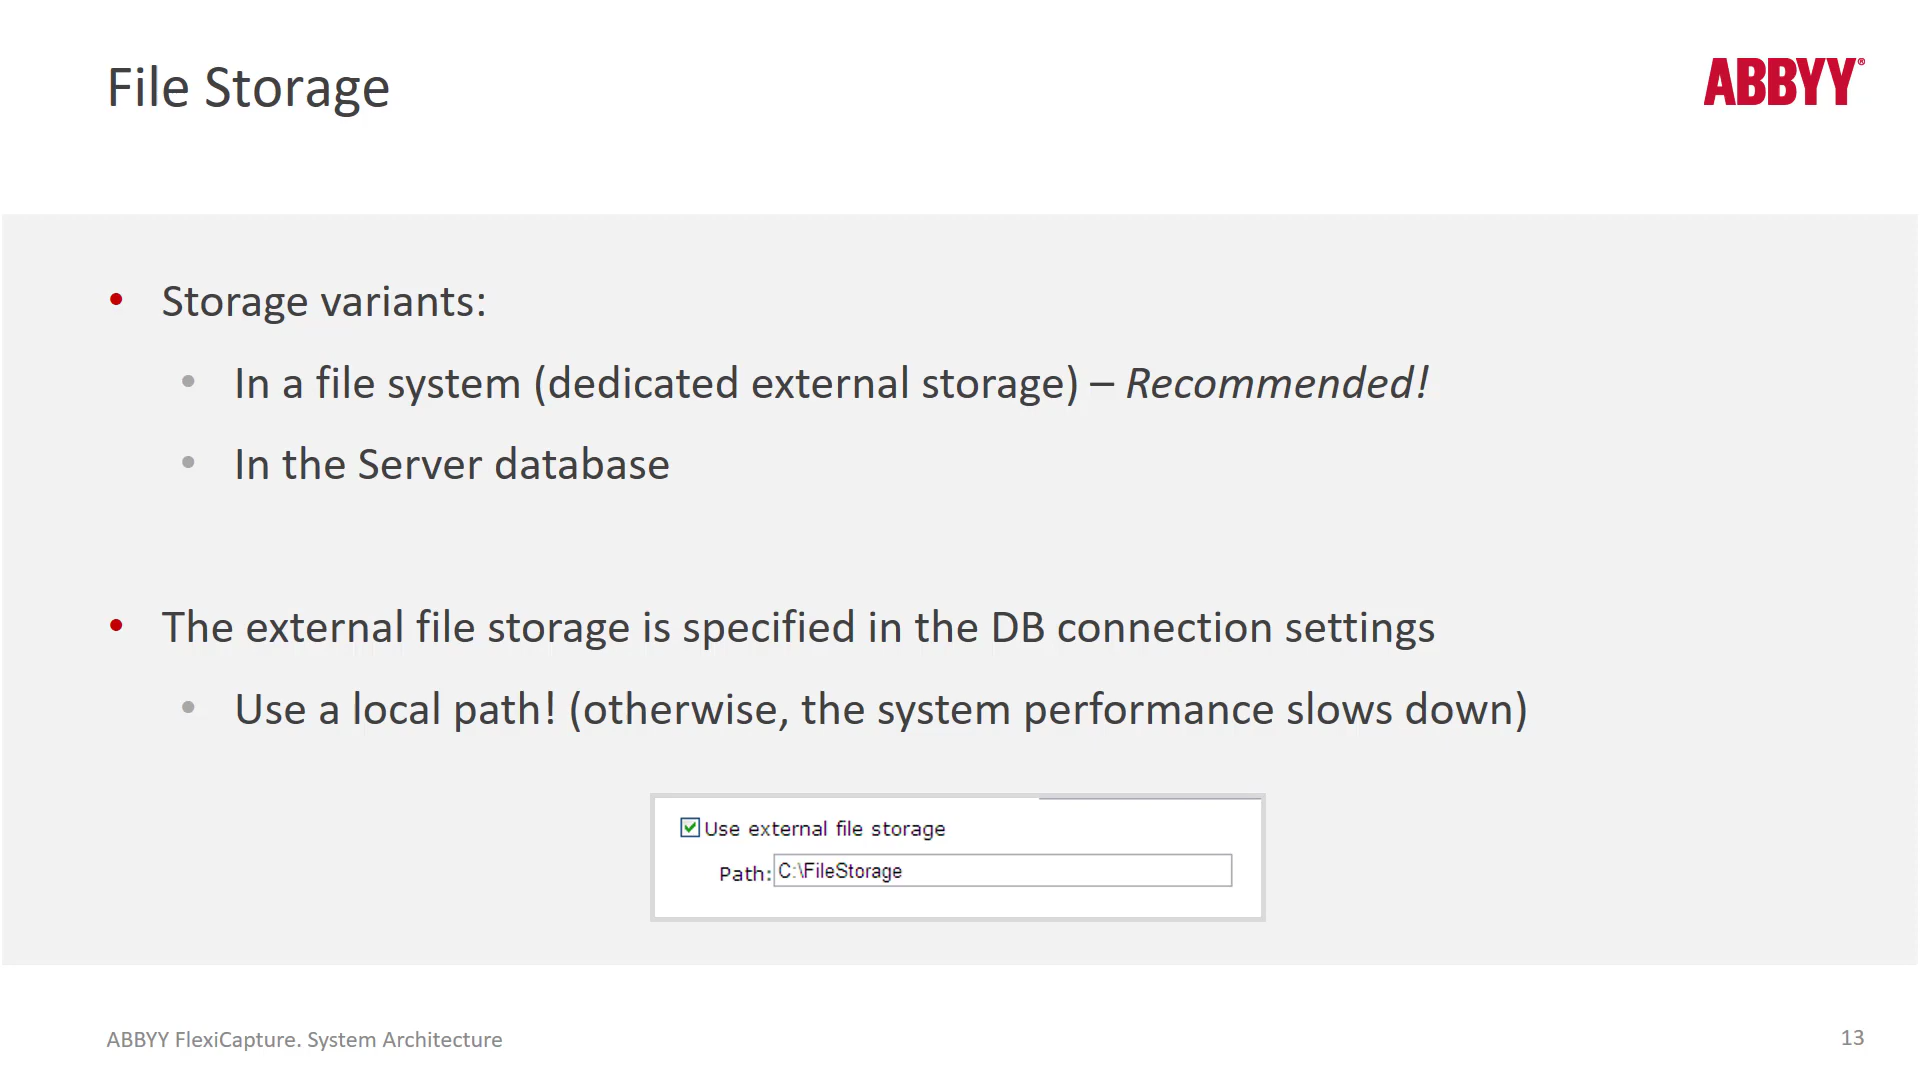 File Storage
ABBYY®
• Storage variants:
• In a file system (dedicated external storage) – Recommended!
• In the Server database
• The external file storage is specified in the DB connection settings
• Use a local path! (otherwise, the system performance slows down)
Use external file storage
Path: C:\FileStorage
ABBYY FlexiCapture. System Architecture
13